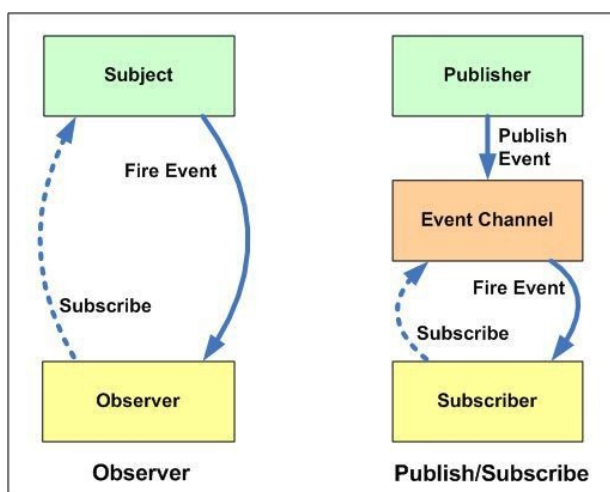 Subject
Fire Event
Subscribe
Observer
Observer
Publisher
Publish
Event
Event Channel
Fire Event
Subscribe
Subscriber
Publish/Subscribe